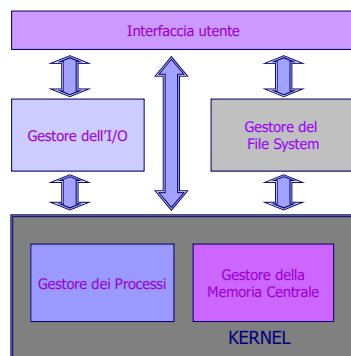 Interfaccia utente
Gestore dell'I/O
Gestore del
File System
Gestore dei Processi
Gestore della
Memoria Centrale
KERNEL